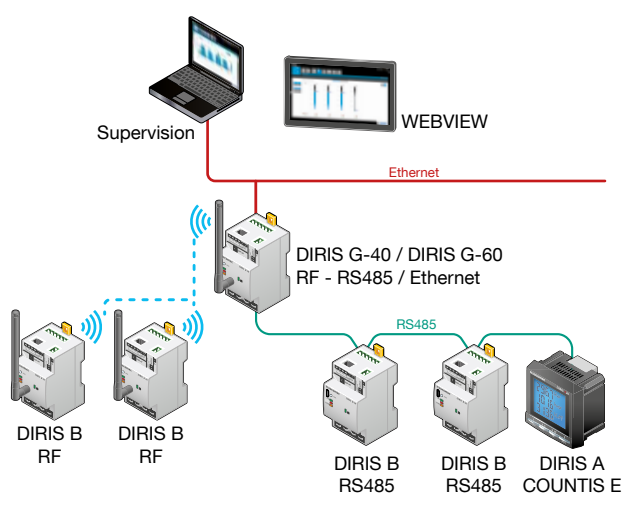 Supervision
WEBVIEW
Ethernet
DIRIS G-40 / DIRIS G-60
RF - RS485 / Ethernet
RS485
DIRIS B
RF
DIRIS B
RF
DIRIS B
RS485
DIRIS B
RS485
DIRIS A
COUNTIS E